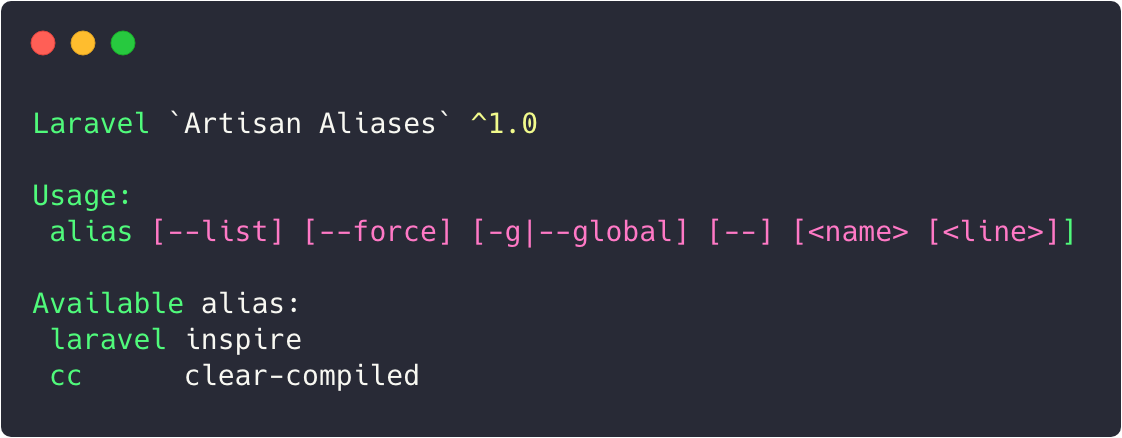 Laravel `Artisan Aliases` ^1.0
Usage:
alias [--list] [--force] [-g|--global] [--] [<name> [<line>]]
Available alias:
laravel inspire
cc clear-compiled